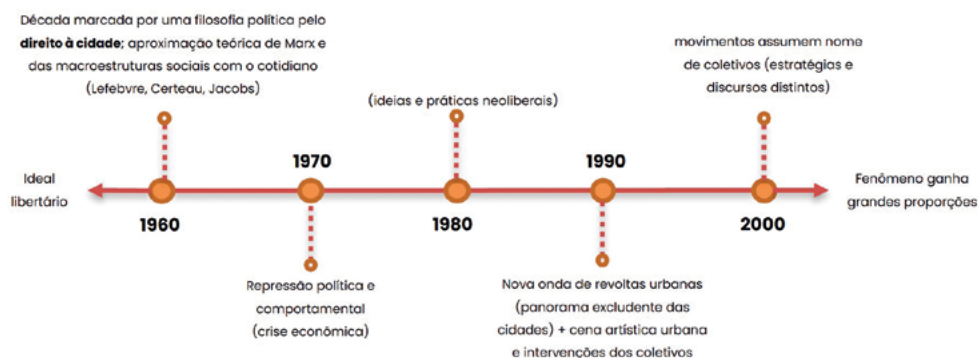 Década marcada por uma filosofia política pelo
direito à cidade; aproximação teórica de Marx e
das macroestruturas sociais com o cotidiano
(Lefebvre, Certeau, Jacobs)
(ideias e práticas neoliberais)
movimentos assumem nome
de coletivos (estratégias e
discursos distintos)
Ideal
libertário
1960
1970
1980
1990
2000
Fenômeno ganha
grandes proporções
Repressão política e
comportamental
(crise econômica)
Nova onda de revoltas urbanas
(panorama excludente das
cidades) + cena artística urbana
e intervenções dos coletivos